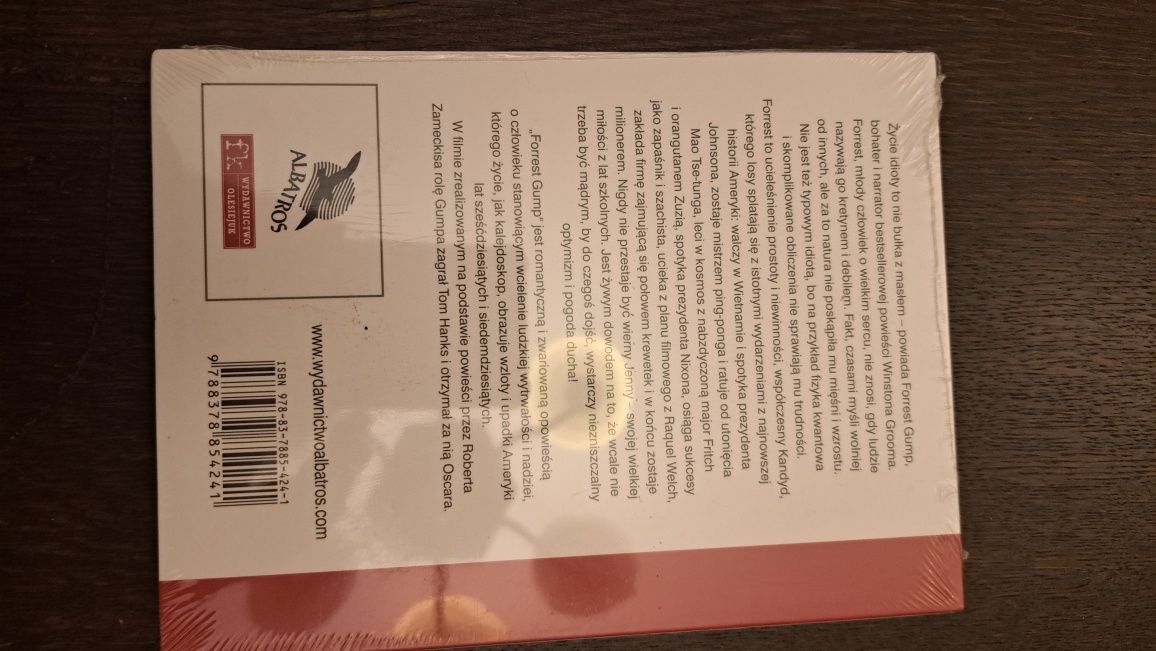 Życie idioty to nie bułka z masłem – powiada Forrest Gump,
bohater i narrator bestsellerowej powieści Winstona Grooma.
Forrest, młody człowiek o wielkim sercu, nie znosi, gdy ludzie
nazywają go kretynem i debilem. Fakt, czasami myśli wolniej
od innych, ale za to natura nie poskąpiła mu mięśni i wzrostu.
Nie jest też typowym idiotą, bo na przykład fizyka kwantowa
i skomplikowane obliczenia nie sprawiają mu trudności.
Forrest to ucieleśnienie prostoty i niewinności, współczesny Kandyd,
którego losy splatają się z istotnymi wydarzeniami z najnowszej
historii Ameryki: walczy w Wietnamie i spotyka prezydenta
Johnsona, zostaje mistrzem ping-ponga i ratuje od utonięcia
Mao Tse-tunga, leci w kosmos z nabzdyczoną major Fritch
i orangutanem Zuzią, spotyka prezydenta Nixona, osiąga sukcesy
jako zapaśnik i szachista, ucieka z planu filmowego z Raquel Welch,
zakłada firmę zajmującą się połowem krewetek i w końcu zostaje
milionerem. Nigdy nie przestaje być wierny Jenny – swojej wielkiej
miłości z lat szkolnych. Jest żywym dowodem na to, że wcale nie
trzeba być mądrym, by do czegoś dojść, wystarczy niezniszczalny
optymizm i pogoda ducha!
„Forrest Gump” jest romantyczną i zwariowaną opowieścią
o człowieku stanowiącym wcielenie ludzkiej wytrwałości i nadziei,
którego życie, jak kalejdoskop, obrazuje wzloty i upadki Ameryki
lat sześćdziesiątych i siedemdziesiątych.
W filmie zrealizowanym na podstawie powieści przez Roberta
Zameckisa rolę Gumpa zagrał Tom Hanks i otrzymał za nią Oscara.
ALBATROS
WYDAWNICTWO
OLESIEJUK
www.wydawnictwoalbatros.com
ISBN 978-83-7885-424-1
9 788378 854241